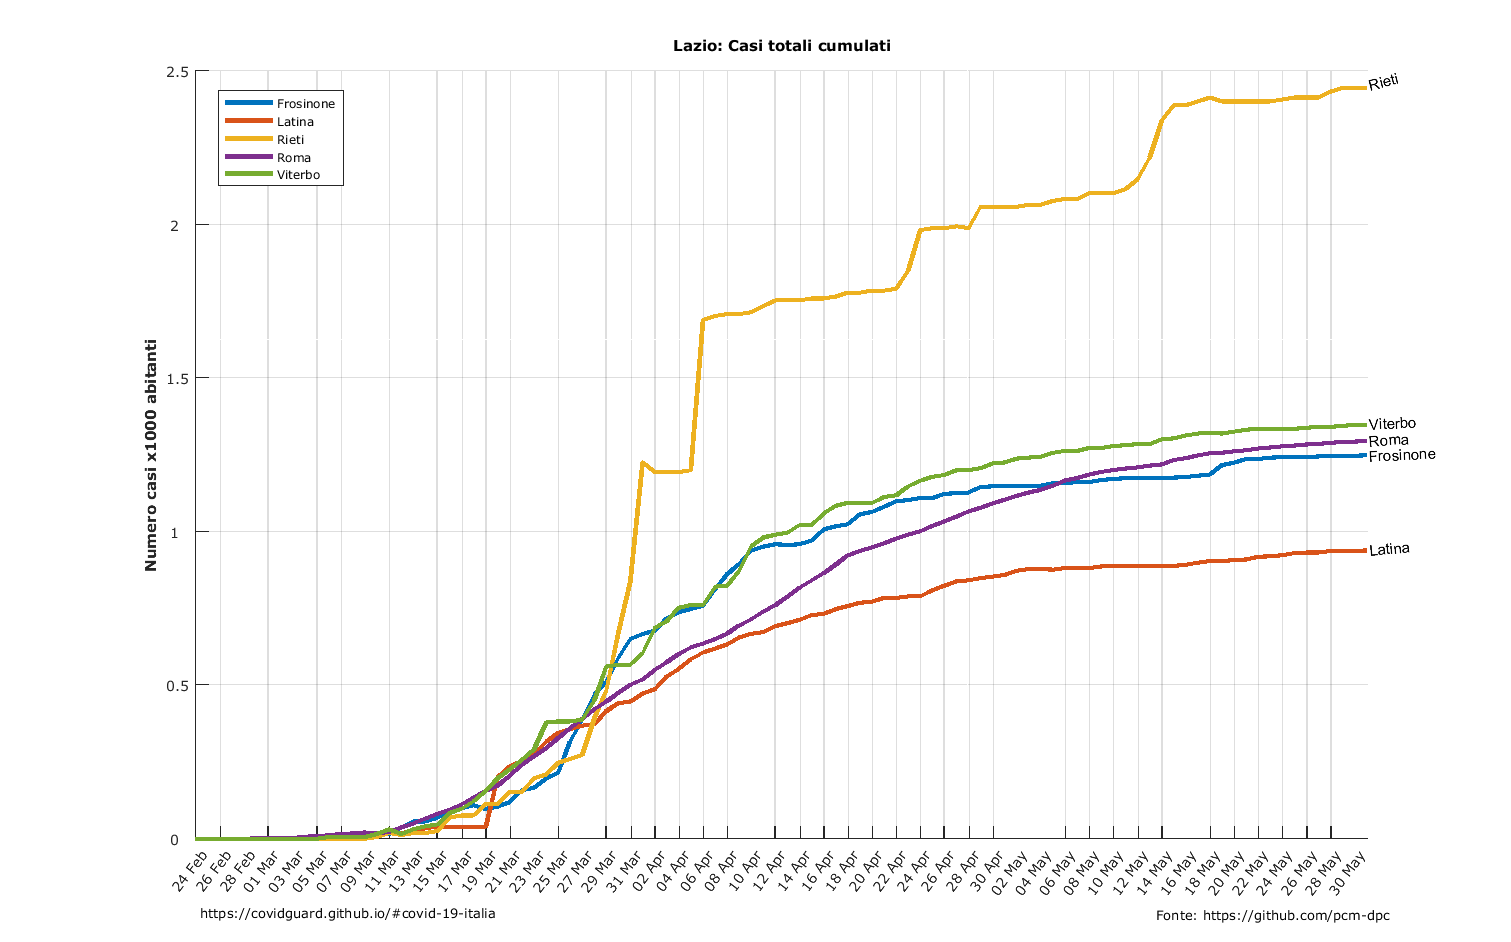 Lazio: Casi totali cumulati
Numero casi x1000 abitanti
2.5
2
1.5
1
0.5
0
Frosinone
Latina
Rieti
Roma
Viterbo
Rieti
Viterbo
Roma
Frosinone
Latina
24 Feb
26 Feb
28 Feb
01 Mar
03 Mar
05 Mar
07 Mar
09 Mar
11 Mar
13 Mar
15 Mar
17 Mar
19 Mar
21 Mar
23 Mar
25 Mar
27 Mar
29 Mar
31 Mar
02 Apr
04 Apr
06 Apr
08 Apr
10 Apr
12 Apr
14 Apr
16 Apr
18 Apr
20 Apr
22 Apr
24 Apr
26 Apr
28 Apr
30 Apr
02 May
04 May
06 May
08 May
10 May
12 May
14 May
16 May
18 May
20 May
22 May
24 May
26 May
28 May
30 May
https://covidguard.github.io/#covid-19-italia
Fonte: https://github.com/pcm-dpc